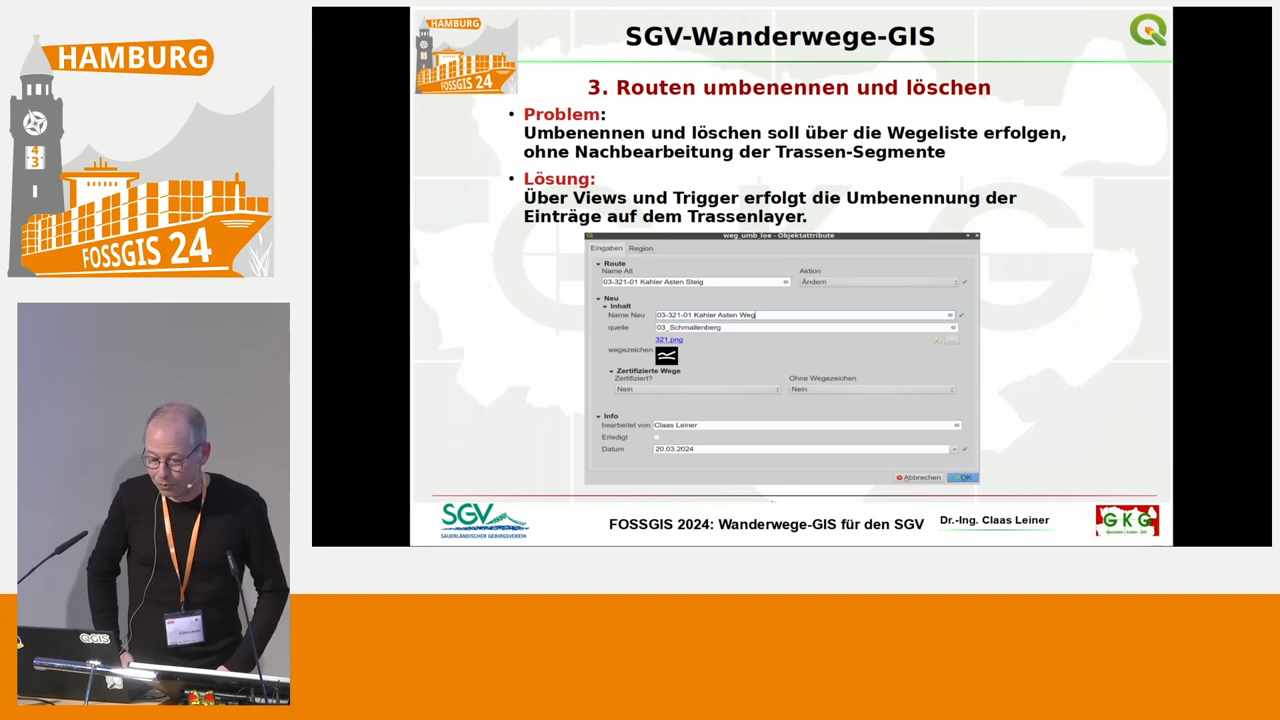 HAMBURG
4
3
FOSSGIS 24
HAMBURG
FOSSGIS 24
SGV-Wanderwege-GIS
3. Routen umbenennen und löschen
• Problem:
Umbenennen und löschen soll über die Wegeliste erfolgen,
ohne Nachbearbeitung der Trassen-Segmente
• Lösung:
Über Views und Trigger erfolgt die Umbenennung der
Einträge auf dem Trassenlayer.
weg_umb_loe - Objektattribute
Eingaben Region
Route
Name Alt Aktion
03-321-01 Kahler Asten Steig Ändern
Neu
Inhalt
Name Neu 03-321-01 Kahler Asten Weg
quelle 03_Schmallenberg
321.png
wegezeichen
Zertifizierte Wege
Zertifiziert? Ohne Wegezeichen
Nein Nein
Info
bearbeitet von Claas Leiner
Erledigt
Datum 20.03.2024
Abbrechen OK
SGV
SAUERLÄNDISCHER GEBIRGSVEREIN
FOSSGIS 2024: Wanderwege-GIS für den SGV
Dr.-Ing. Claas Leiner
GKG
QGIS